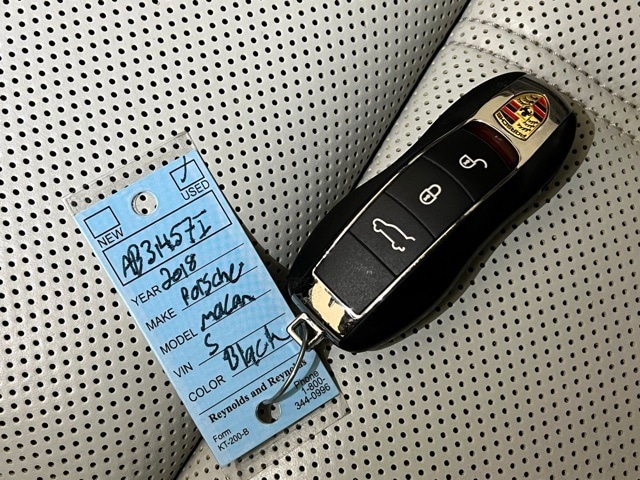 NEW
USED
AB31457I
YEAR 2018
MAKE Porsche
MODEL Macan
VIN S
COLOR Black
Reynolds and Reynolds
Form
KT-200-B
Phone
1-800-
344-0996